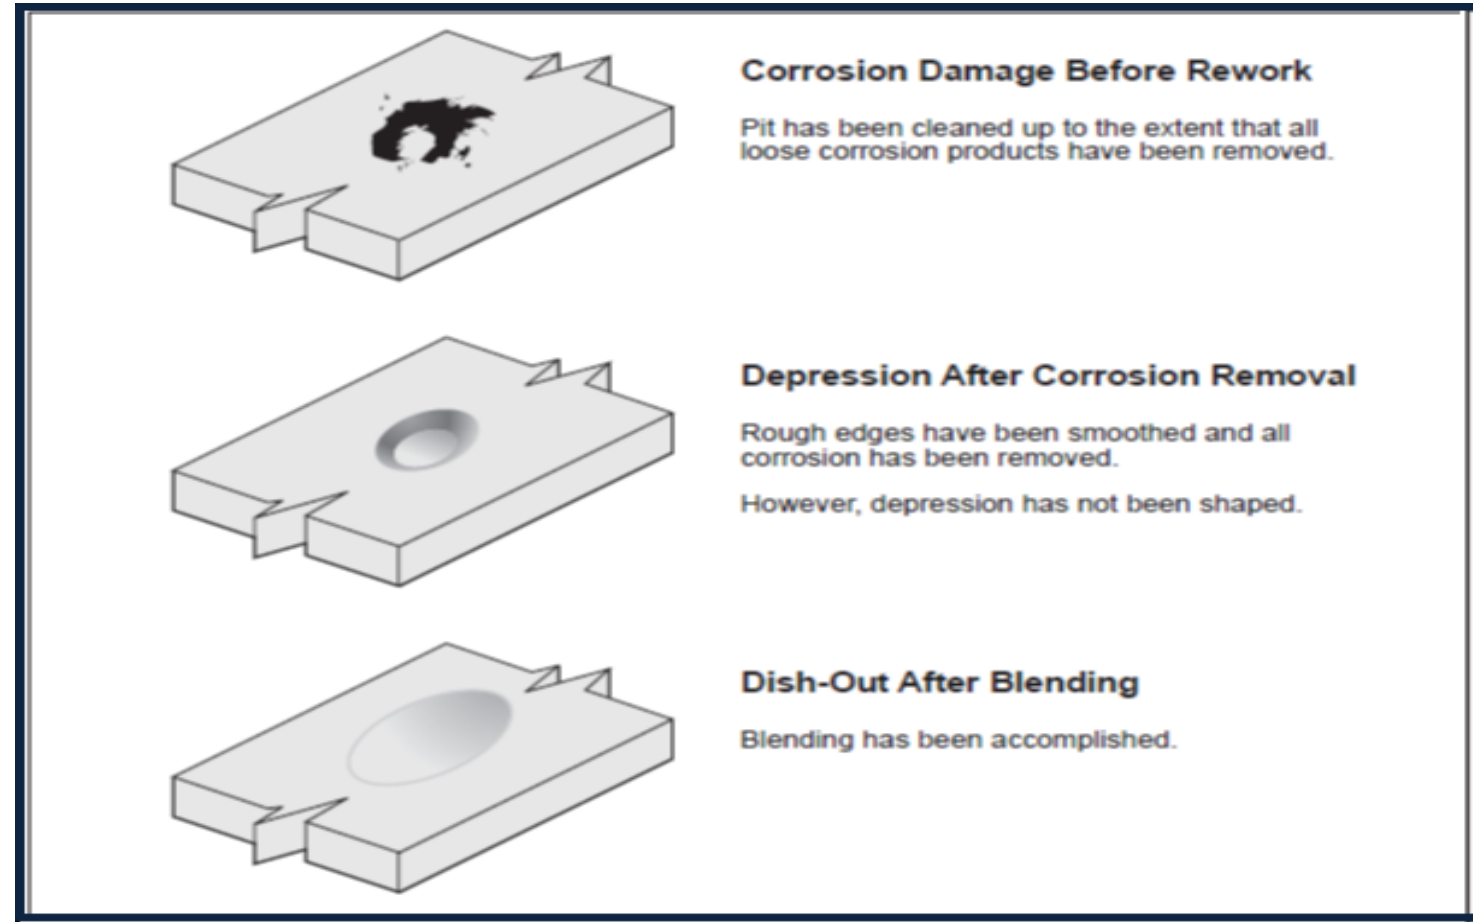 Corrosion Damage Before Rework
Pit has been cleaned up to the extent that all
loose corrosion products have been removed.
Depression After Corrosion Removal
Rough edges have been smoothed and all
corrosion has been removed.
However, depression has not been shaped.
Dish-Out After Blending
Blending has been accomplished.